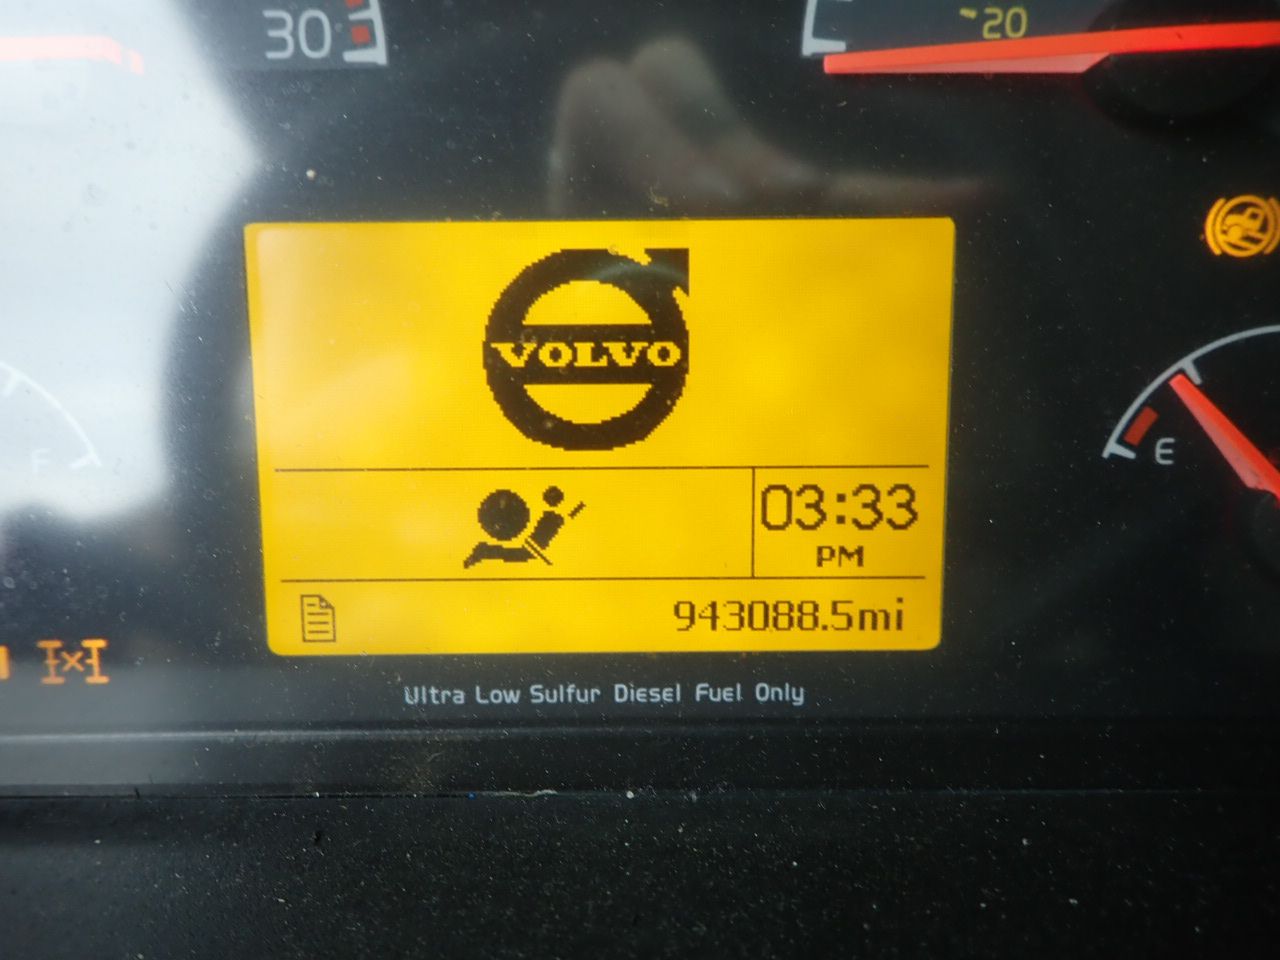 30
-20
VOLVO
E
03:33
PM
F
943088.5mi
Ultra Low Sulfur Diesel Fuel Only